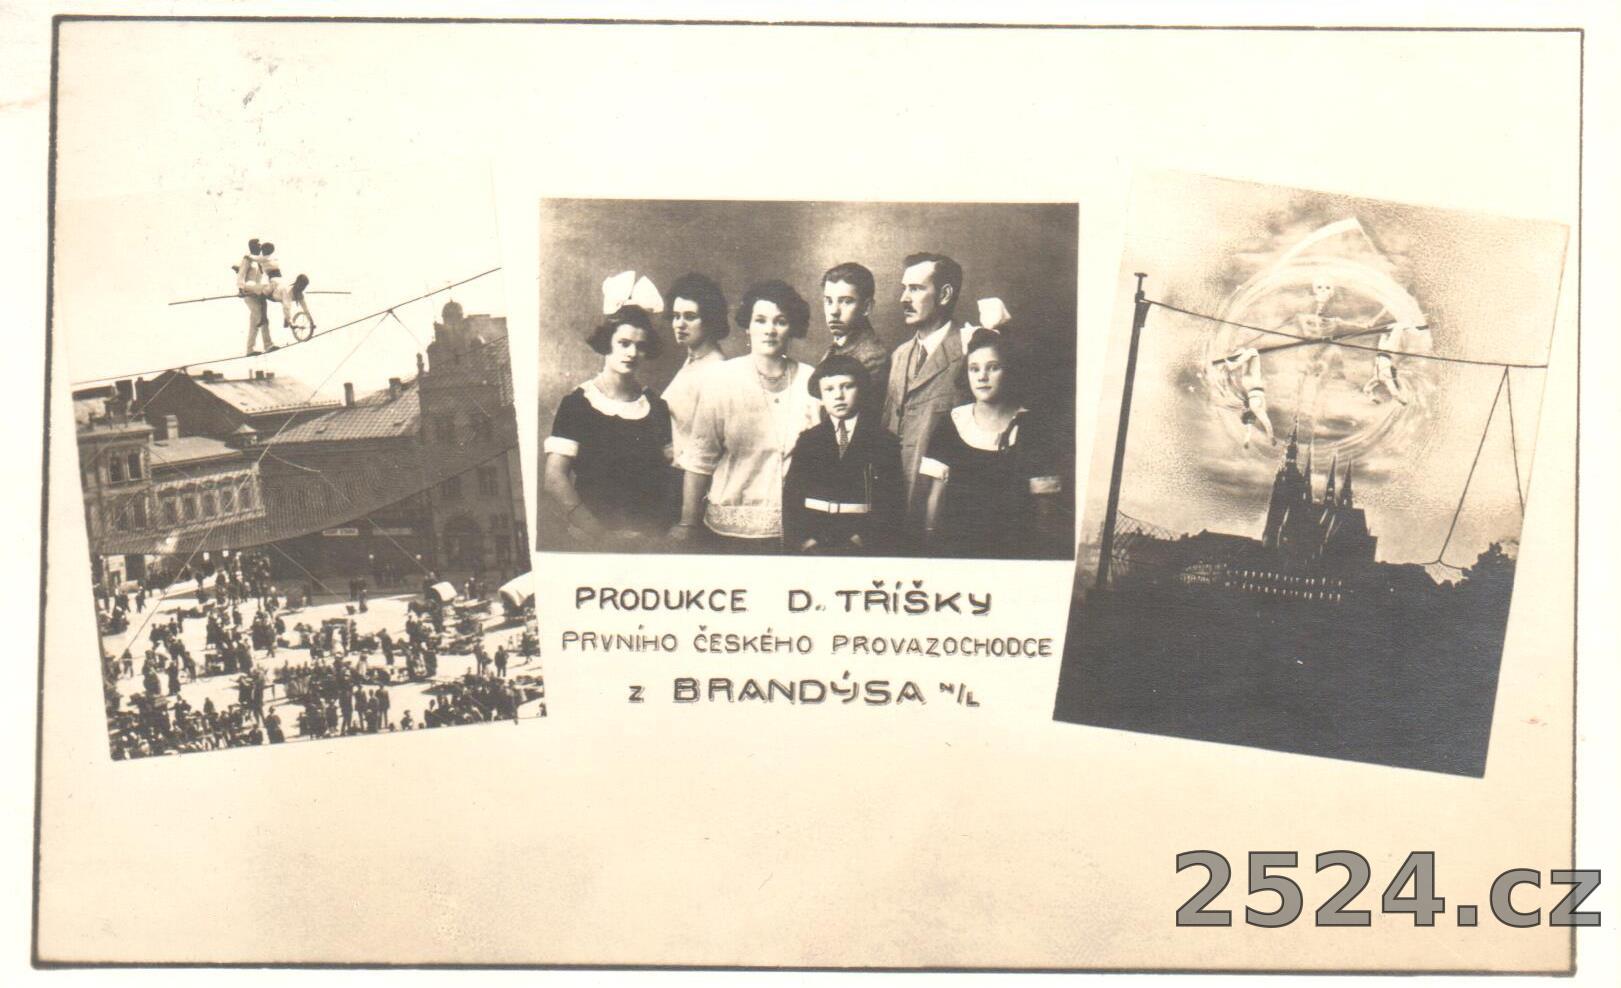 PRODUKCE D. TŘÍŠKY
PRVNÍHO ČESKÉHO PROVAZOCHODCE
Z BRANDÝSA N/L
2524.cz